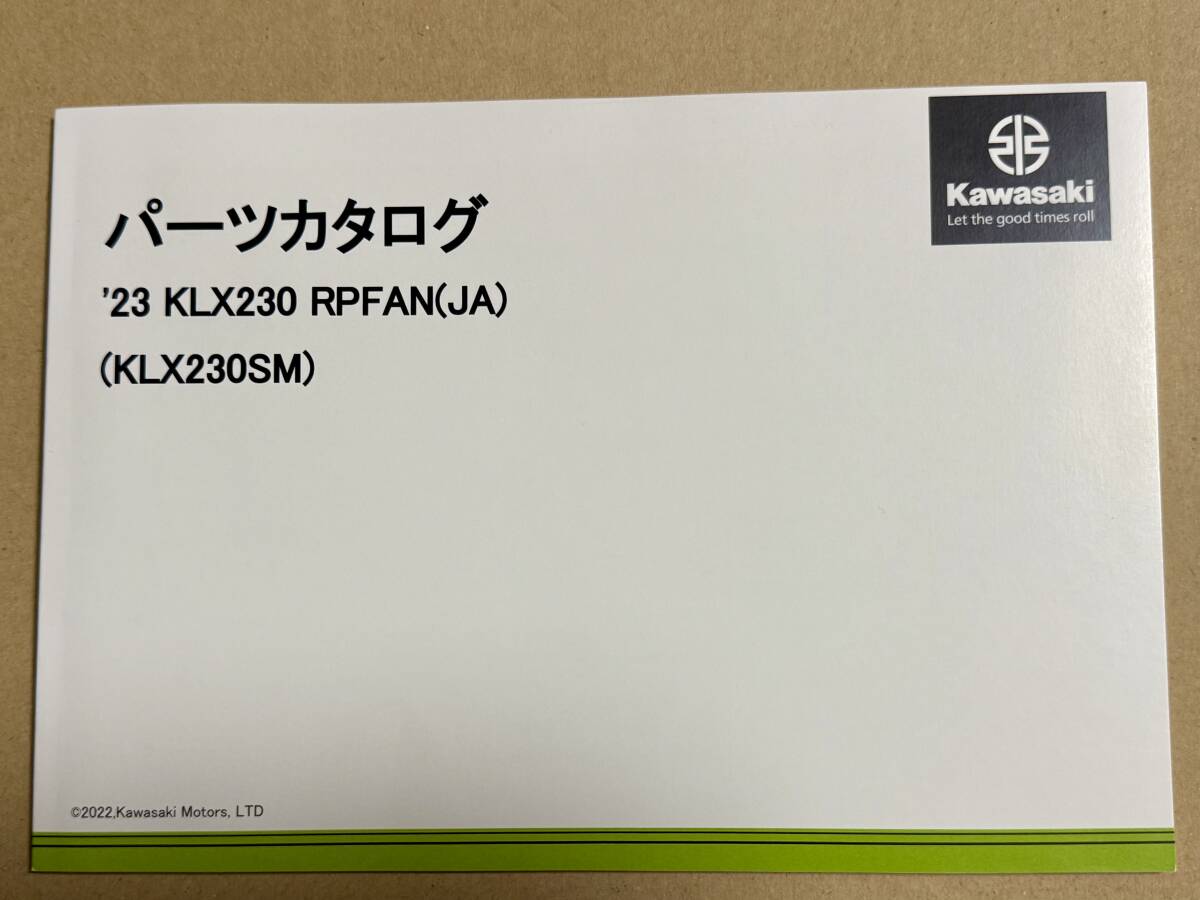 Kawasaki
Let the good times roll
パーツカタログ
'23 KLX230 RPFAN(JA)
(KLX230SM)
©2022,Kawasaki Motors, LTD